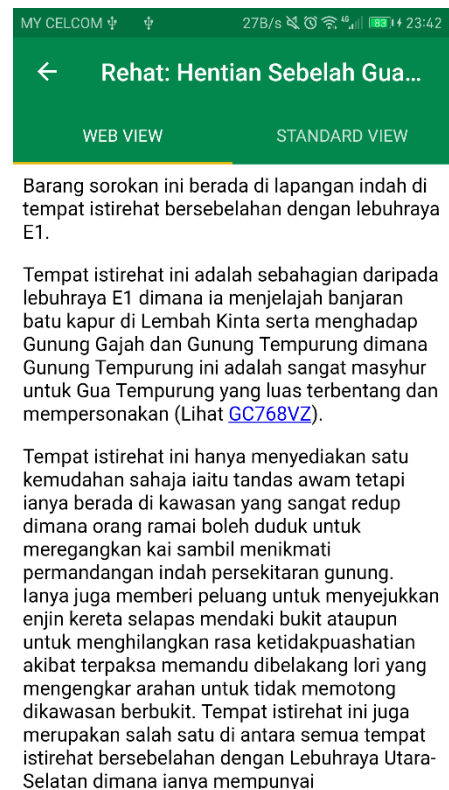 MY CELCOM 27B/s 4G 83 23:42
Rehat: Hentian Sebelah Gua...
WEB VIEW STANDARD VIEW
Barang sorokan ini berada di lapangan indah di
tempat istirehat bersebelahan dengan lebuhraya
E1.
Tempat istirehat ini adalah sebahagian daripada
lebuhraya E1 dimana ia menjelajah banjaran
batu kapur di Lembah Kinta serta menghadap
Gunung Gajah dan Gunung Tempurung dimana
Gunung Tempurung ini adalah sangat masyhur
untuk Gua Tempurung yang luas terbentang dan
mempersonakan (Lihat GC768VZ).
Tempat istirehat ini hanya menyediakan satu
kemudahan sahaja iaitu tandas awam tetapi
ianya berada di kawasan yang sangat redup
dimana orang ramai boleh duduk untuk
meregangkan kai sambil menikmati
permandangan indah persekitaran gunung.
Ianya juga memberi peluang untuk menyejukkan
enjin kereta selapas mendaki bukit ataupun
untuk menghilangkan rasa ketidakpuashatian
akibat terpaksa memandu dibelakang lori yang
mengengkar arahan untuk tidak memotong
dikawasan berbukit. Tempat istirehat ini juga
merupakan salah satu di antara semua tempat
istirehat bersebelahan dengan Lebuhraya Utara-
Selatan dimana ianya mempunyai